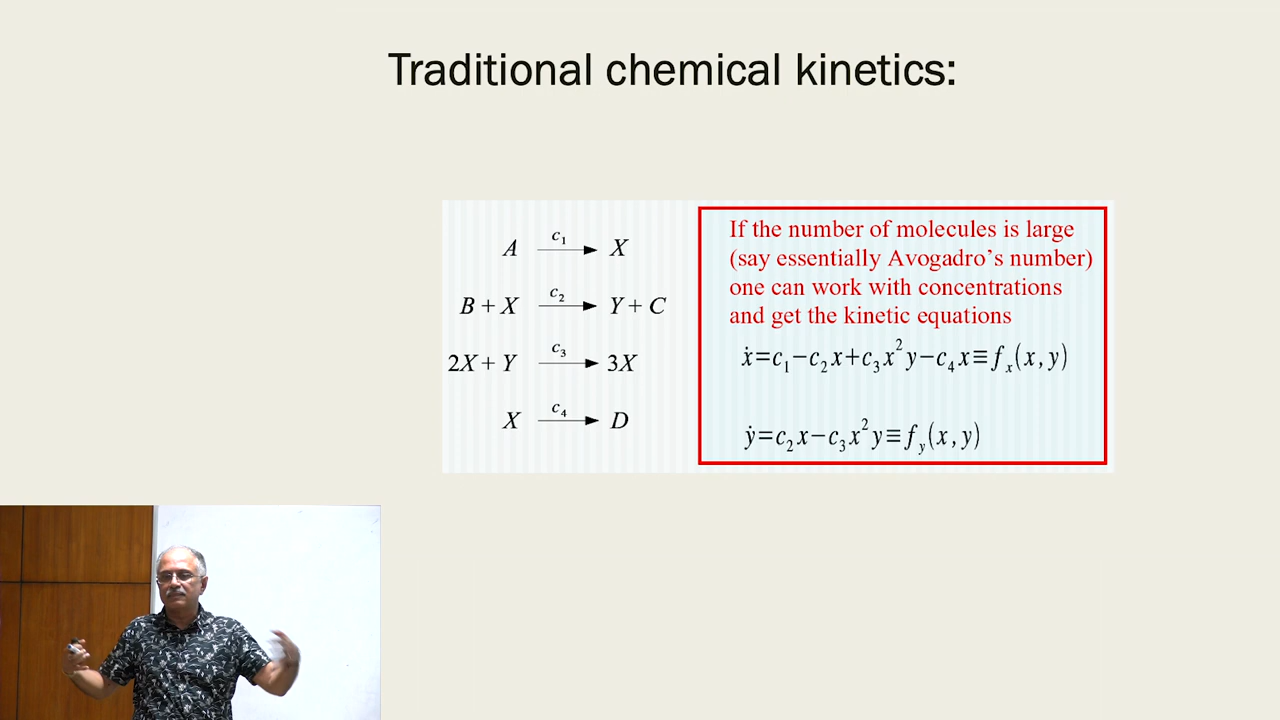 Traditional chemical kinetics:
A c₁ → X
B + X c₂ → Y + C
2X + Y c₃ → 3X
X c₄ → D
If the number of molecules is large
(say essentially Avogadro's number)
one can work with concentrations
and get the kinetic equations
ẋ=c₁−c₂x+c₃x²y−c₄x≡fₓ(x,y)
ẏ=c₂x−c₃x²y≡f_y(x,y)